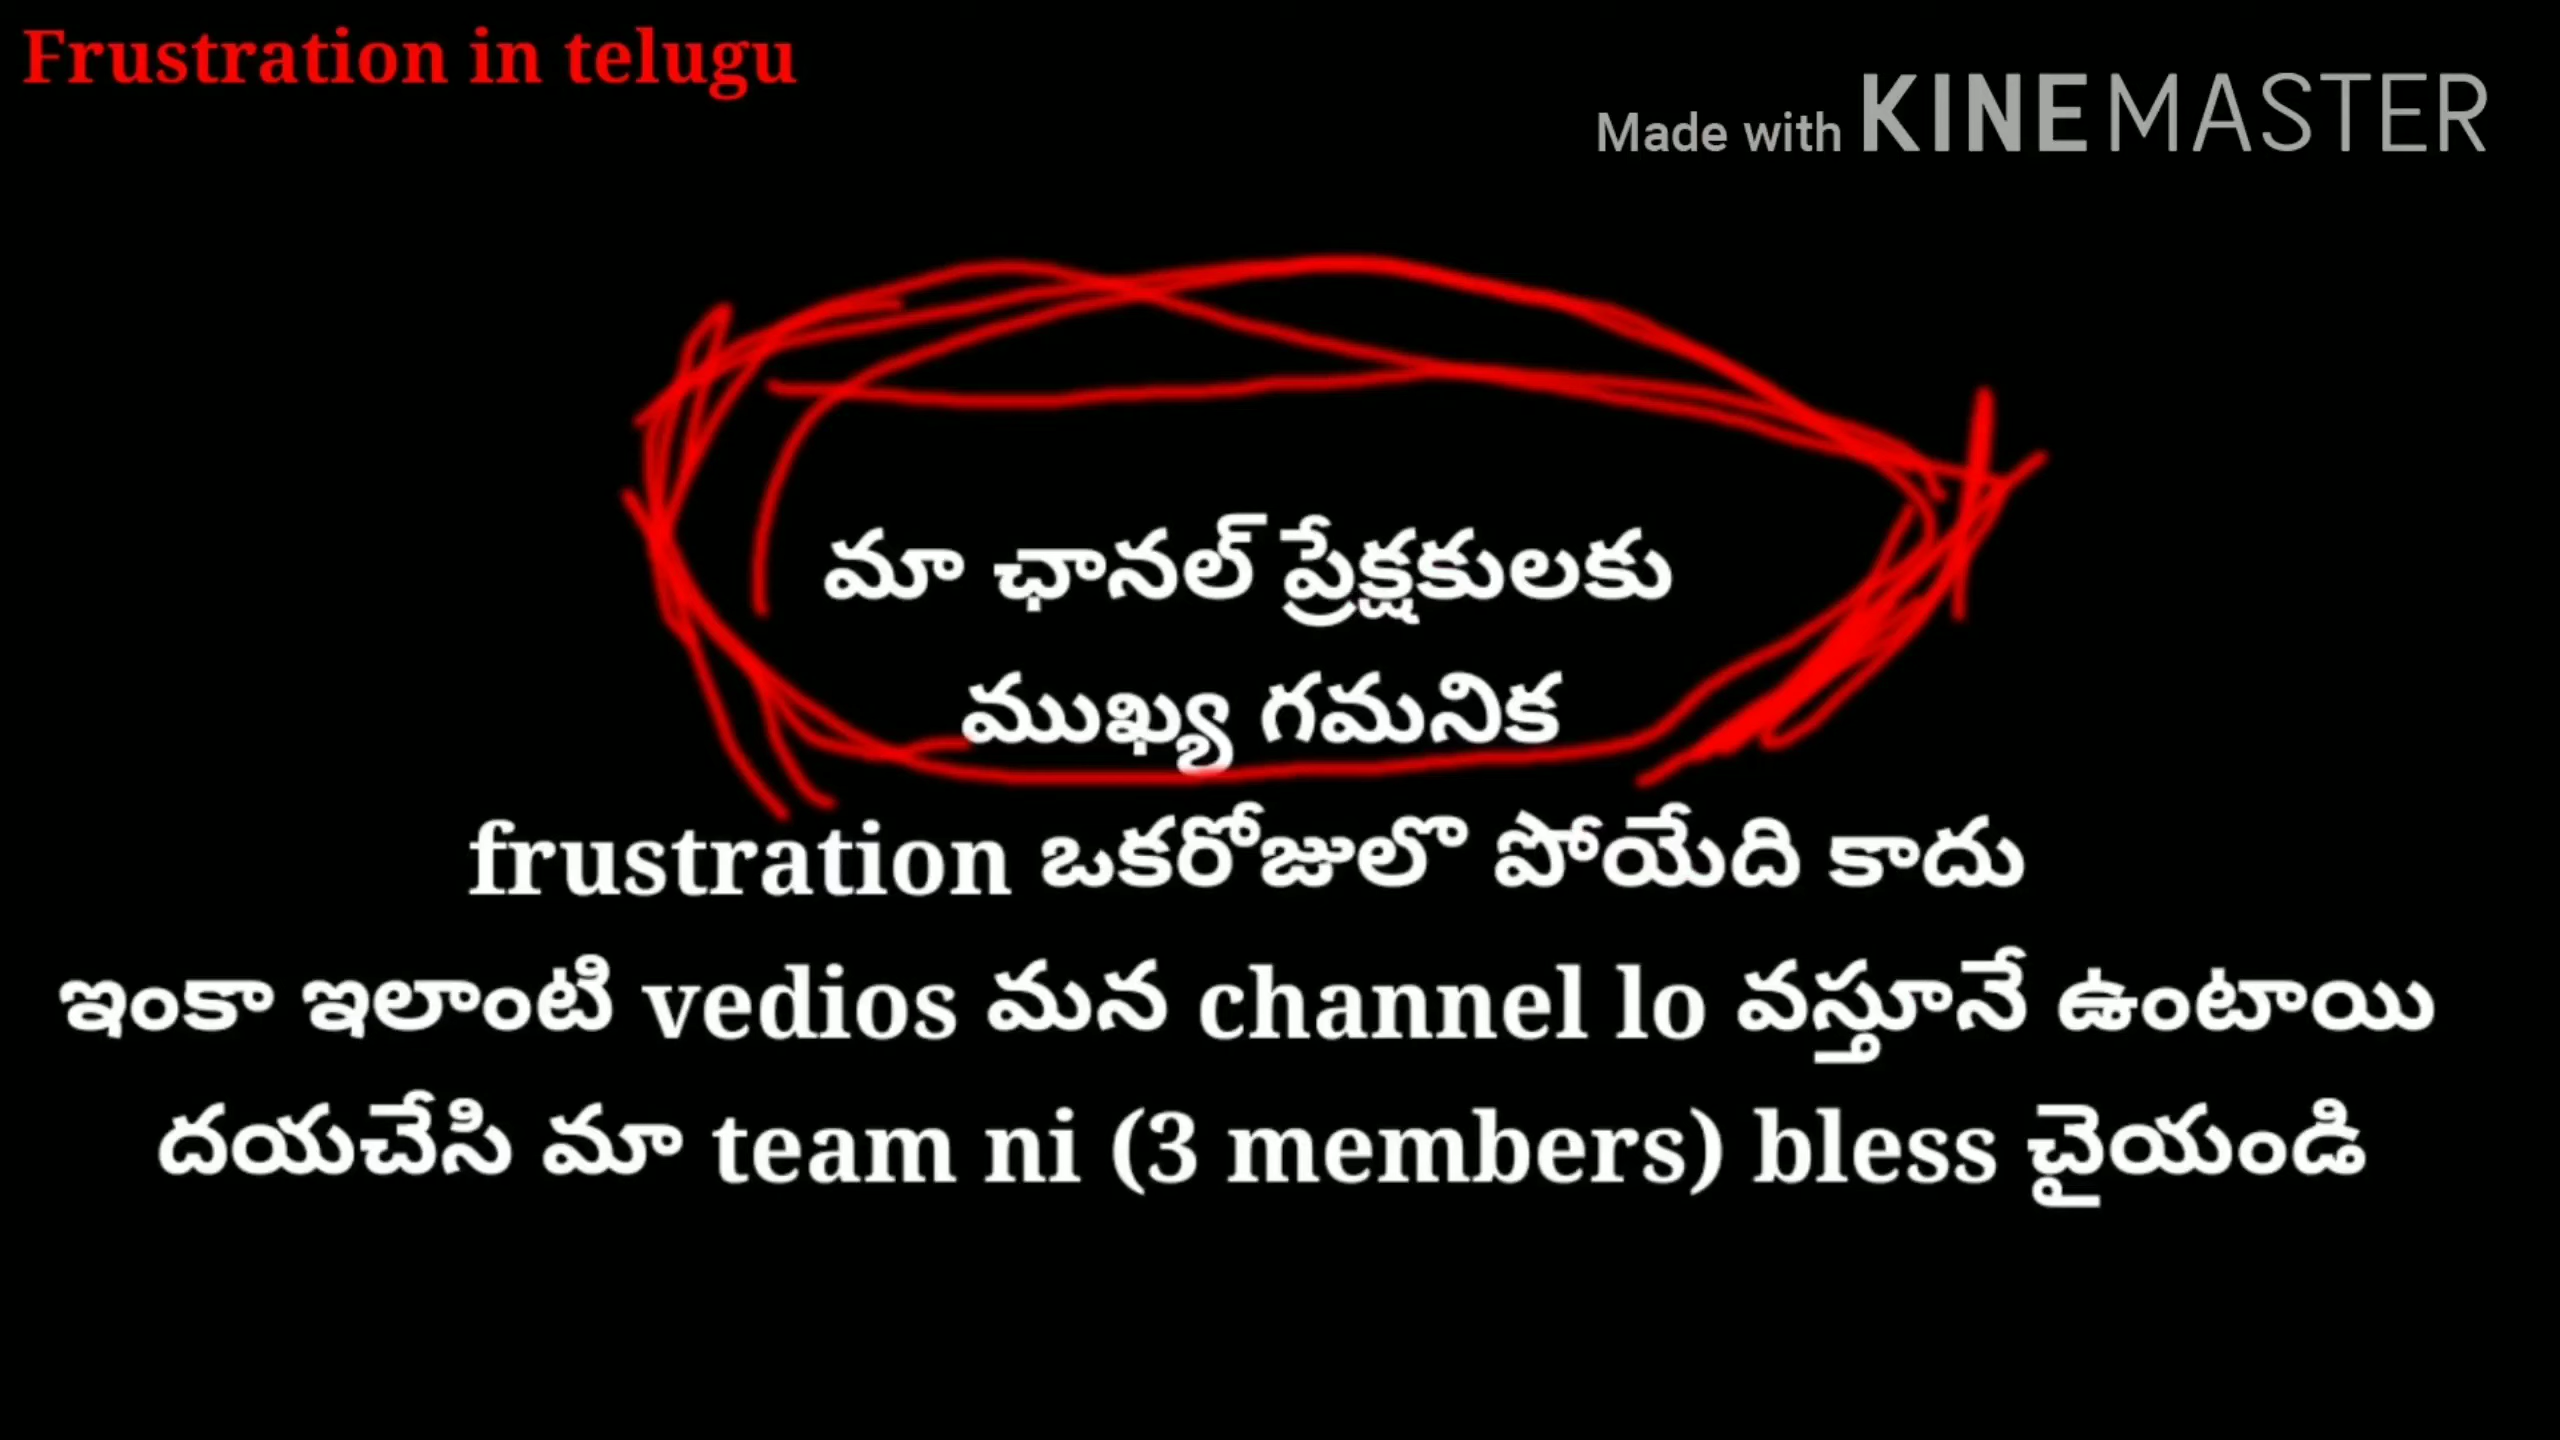 Frustration in telugu
Made with KINEMASTER
మా ఛానల్ ప్రేక్షకులకు
ముఖ్య గమనిక
frustration ఒకరోజులొ పోయేది కాదు
ఇంకా ఇలాంటి vedios మన channel lo వస్తూనే ఉంటాయి
దయచేసి మా team ni (3 members) bless చైయండి